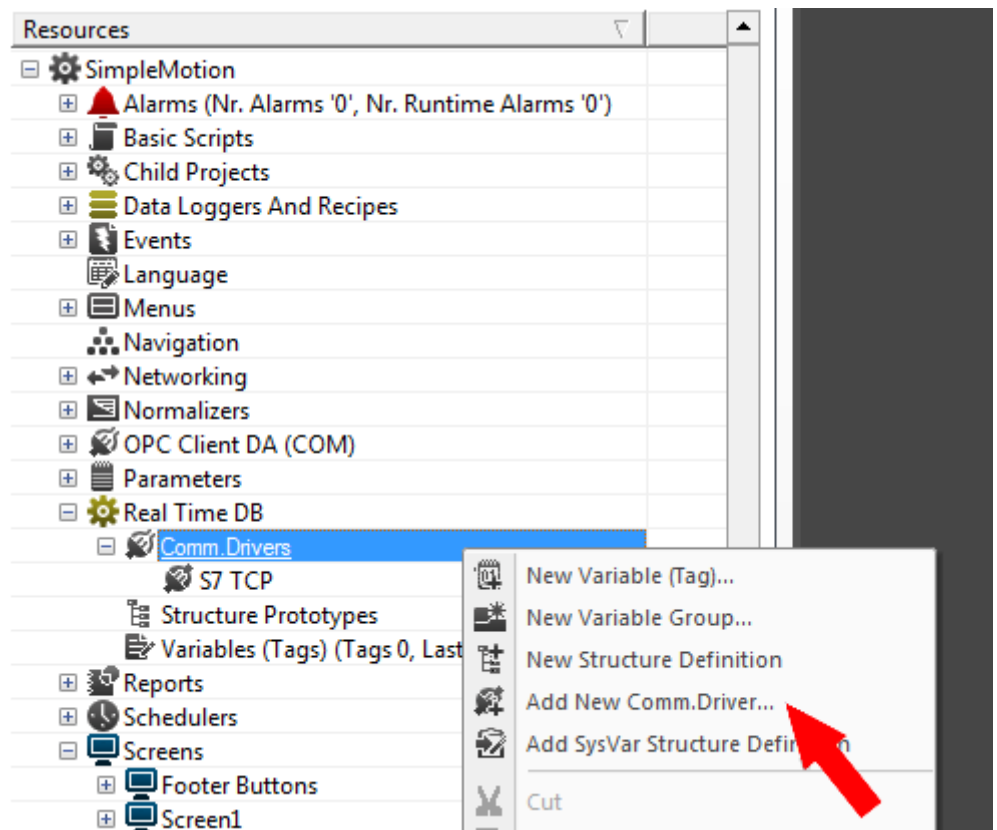 Resources
SimpleMotion
Alarms (Nr. Alarms '0', Nr. Runtime Alarms '0')
Basic Scripts
Child Projects
Data Loggers And Recipes
Events
Language
Menus
Navigation
Networking
Normalizers
OPC Client DA (COM)
Parameters
Real Time DB
Comm.Drivers
S7 TCP
Structure Prototypes
Variables (Tags) (Tags 0, Last
Reports
Schedulers
Screens
Footer Buttons
Screen1
New Variable (Tag)...
New Variable Group...
New Structure Definition
Add New Comm.Driver...
Add SysVar Structure Definition
Cut